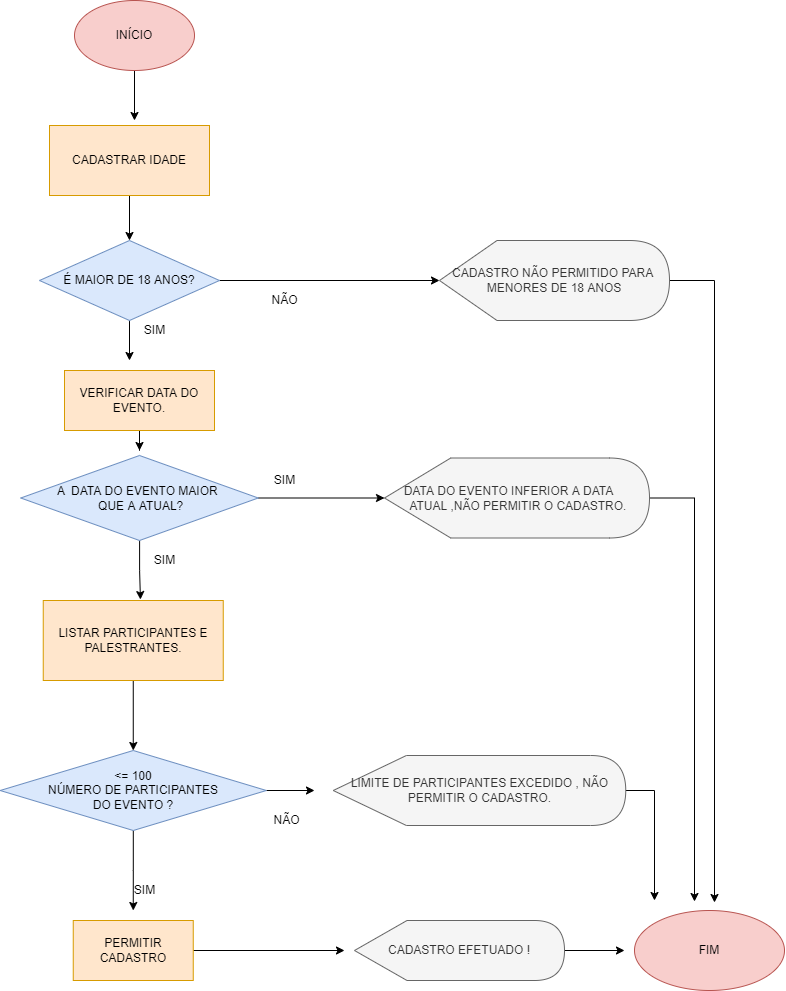 INÍCIO
CADASTRAR IDADE
É MAIOR DE 18 ANOS?
NÃO
CADASTRO NÃO PERMITIDO PARA
MENORES DE 18 ANOS
SIM
VERIFICAR DATA DO
EVENTO.
A DATA DO EVENTO MAIOR
QUE A ATUAL?
SIM
DATA DO EVENTO INFERIOR A DATA
ATUAL ,NÃO PERMITIR O CADASTRO.
SIM
LISTAR PARTICIPANTES E
PALESTRANTES.
<= 100
NÚMERO DE PARTICIPANTES
DO EVENTO ?
NÃO
LIMITE DE PARTICIPANTES EXCEDIDO , NÃO
PERMITIR O CADASTRO.
SIM
PERMITIR
CADASTRO
CADASTRO EFETUADO !
FIM